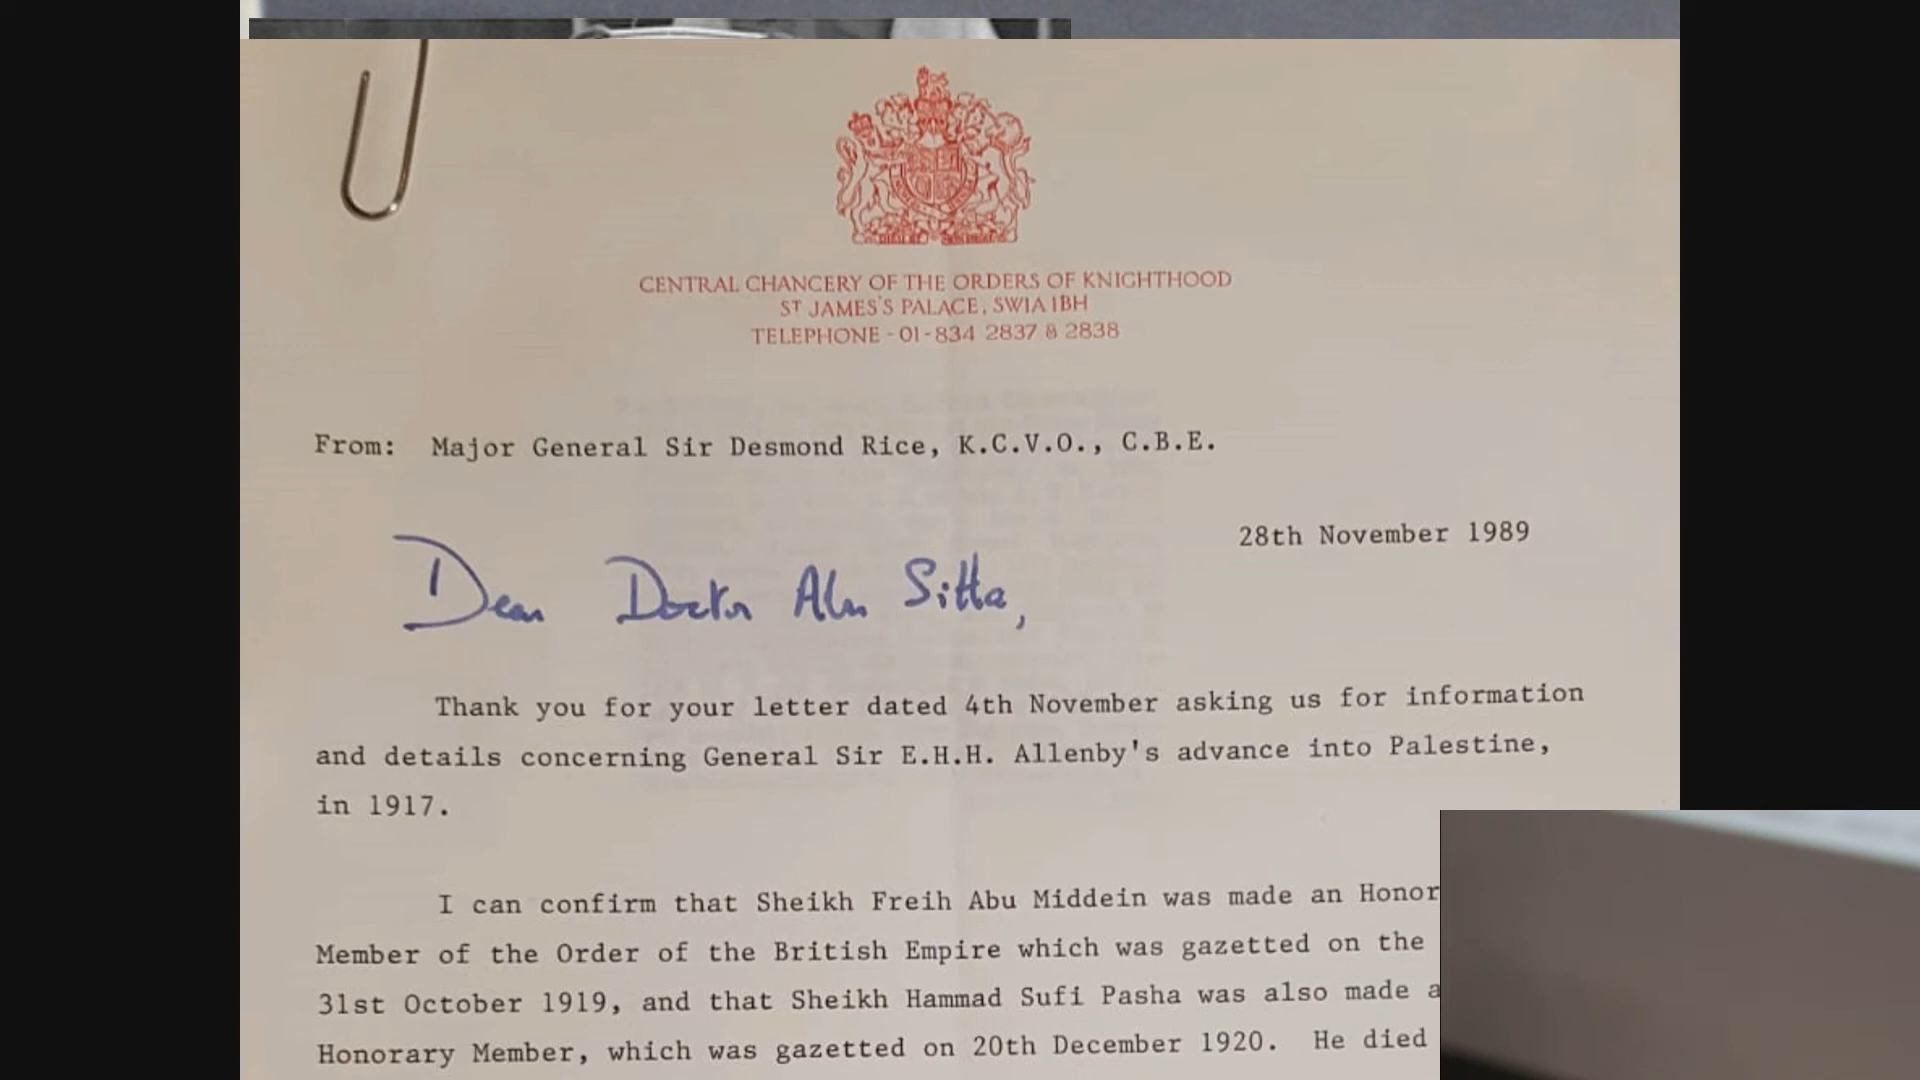 CENTRAL CHANCERY OF THE ORDERS OF KNIGHTHOOD
ST JAMES'S PALACE, SW1A 1BH
TELEPHONE - 01-834 2837 & 2838
From: Major General Sir Desmond Rice, K.C.V.O., C.B.E.
28th November 1989
Dear Doctor Abu Sitta,
Thank you for your letter dated 4th November asking us for information
and details concerning General Sir E.H.H. Allenby's advance into Palestine,
in 1917.
I can confirm that Sheikh Freih Abu Middein was made an Honor
Member of the Order of the British Empire which was gazetted on the
31st October 1919, and that Sheikh Hammad Sufi Pasha was also made a
Honorary Member, which was gazetted on 20th December 1920. He died